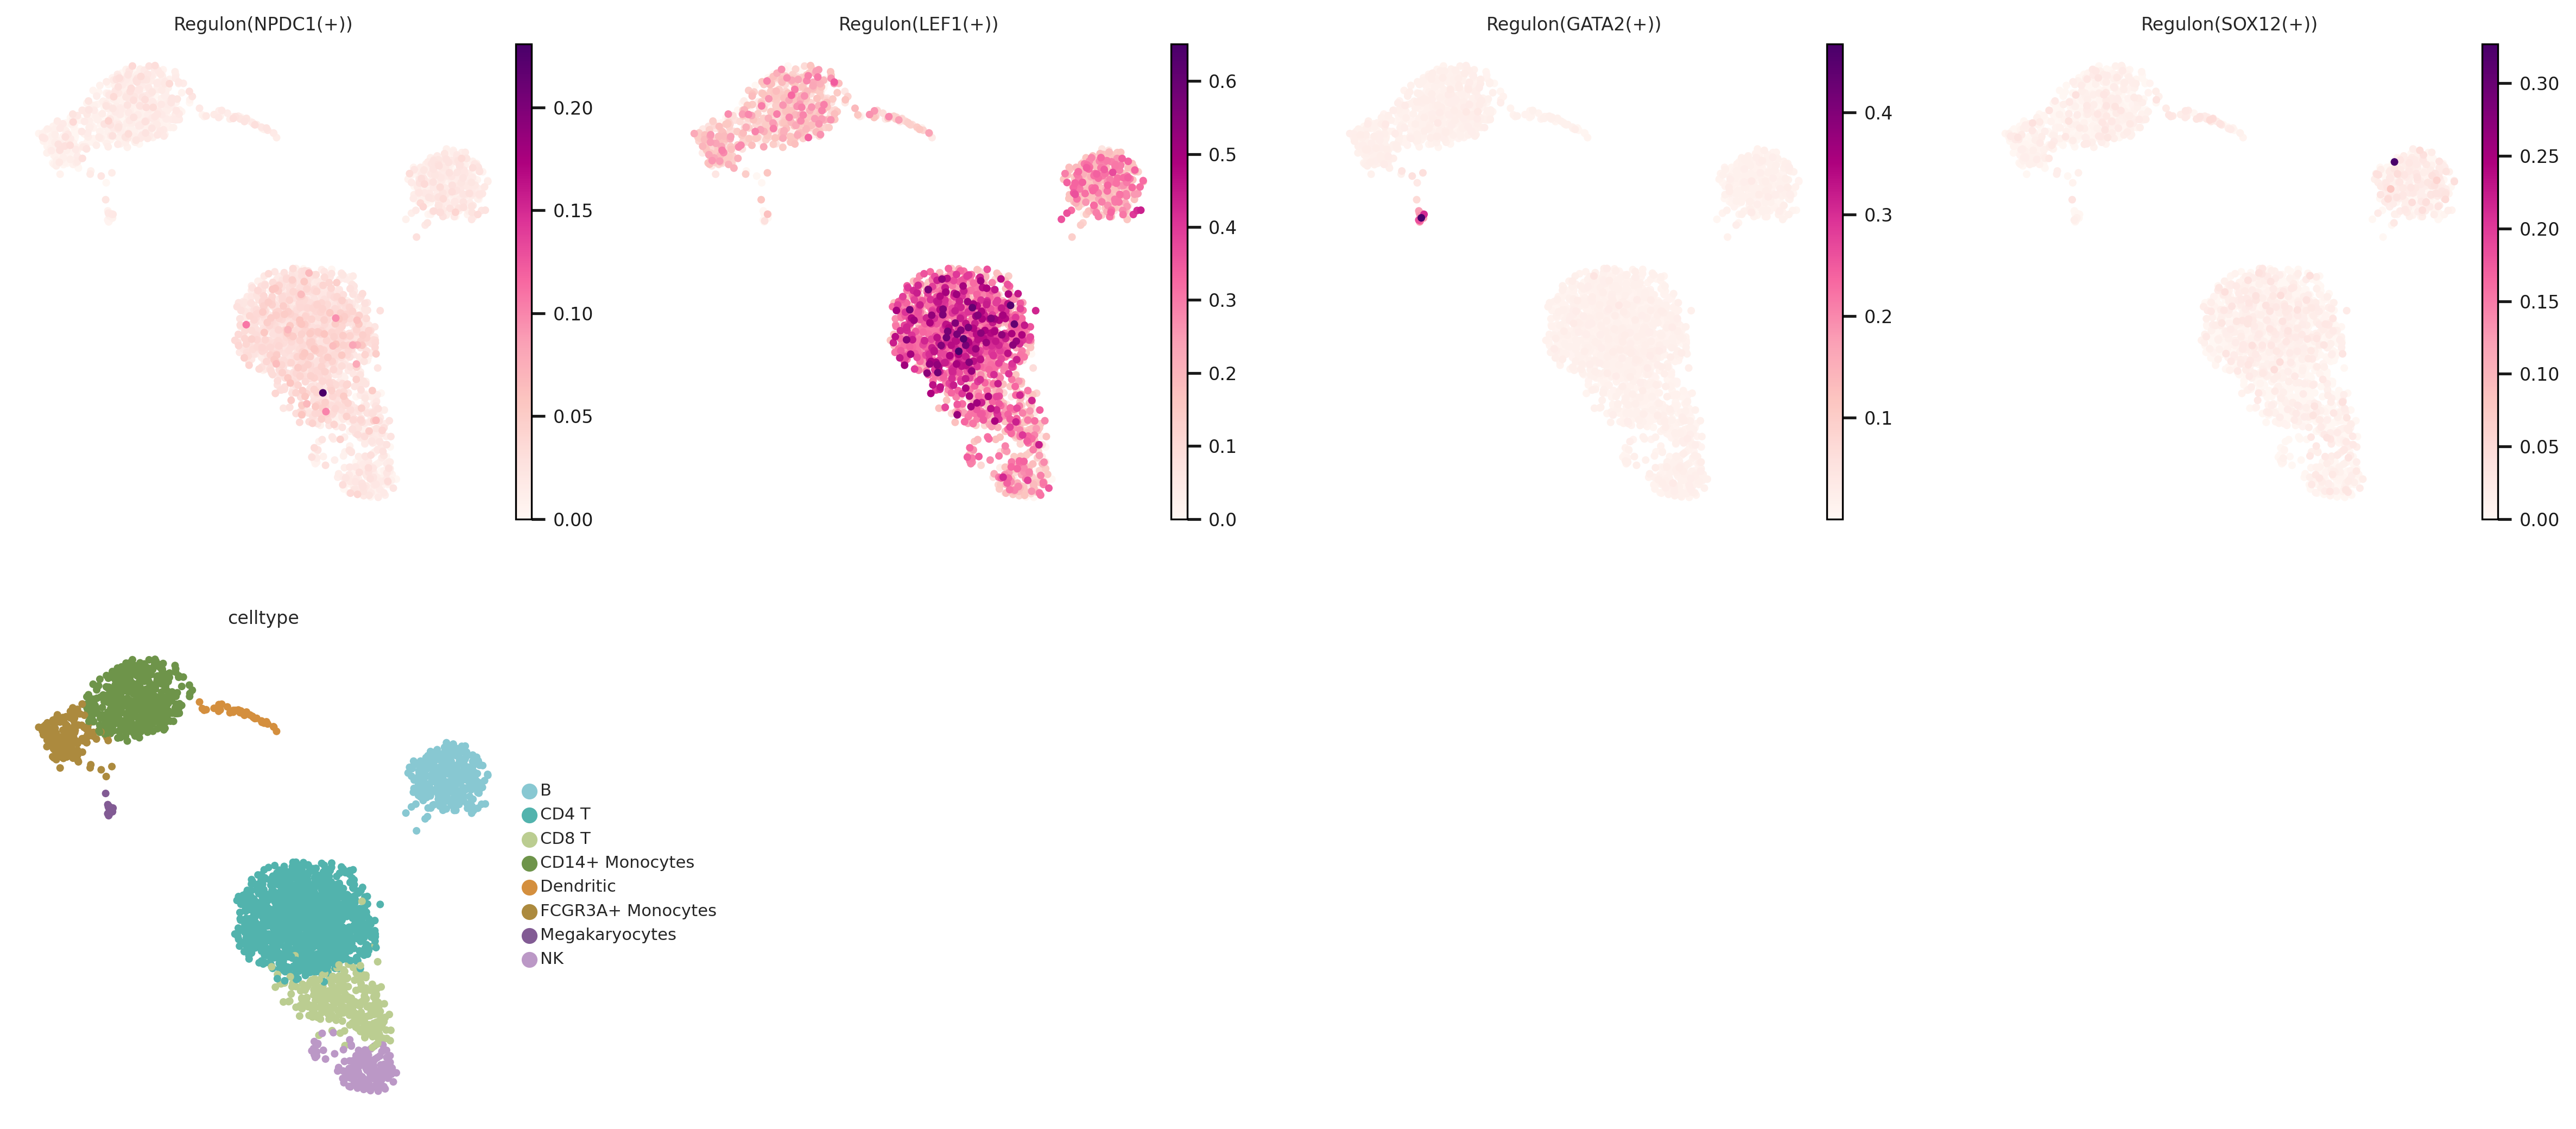 Regulon(NPDC1(+))
0.20
0.15
0.10
0.05
0.00
Regulon(LEF1(+))
0.6
0.5
0.4
0.3
0.2
0.1
0.0
Regulon(GATA2(+))
0.4
0.3
0.2
0.1
Regulon(SOX12(+))
0.30
0.25
0.20
0.15
0.10
0.05
0.00
celltype
B
CD4 T
CD8 T
CD14+ Monocytes
Dendritic
FCGR3A+ Monocytes
Megakaryocytes
NK